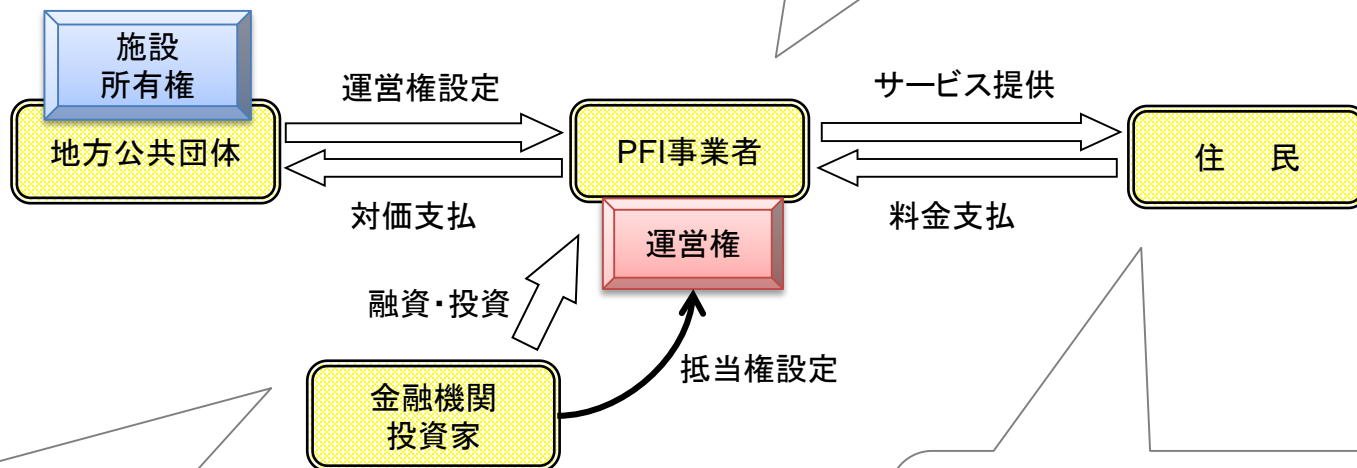 施設
所有権
地方公共団体
運営権設定
対価支払
PFI事業者
運営権
サービス提供
料金支払
住　民
融資・投資
抵当権設定
金融機関
投資家